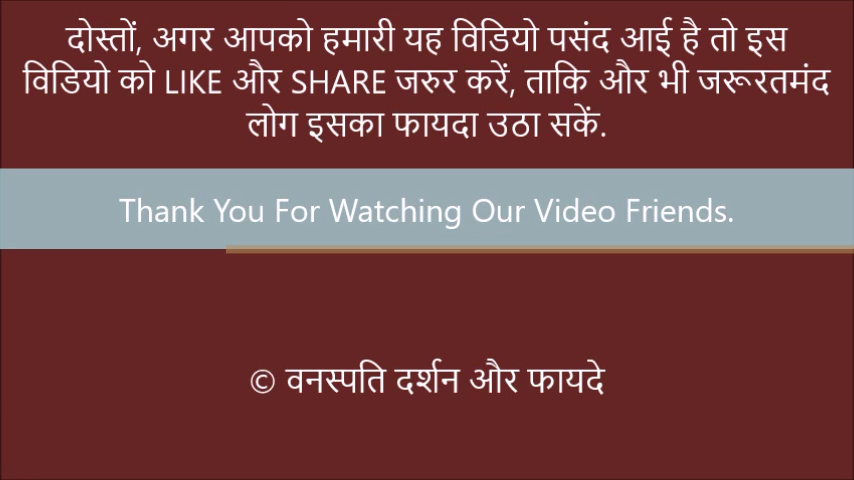 दोस्तों, अगर आपको हमारी यह विडियो पसंद आई है तो इस
विडियो को LIKE और SHARE जरुर करें, ताकि और भी जरूरतमंद
लोग इसका फायदा उठा सकें.
Thank You For Watching Our Video Friends.
© वनस्पति दर्शन और फायदे